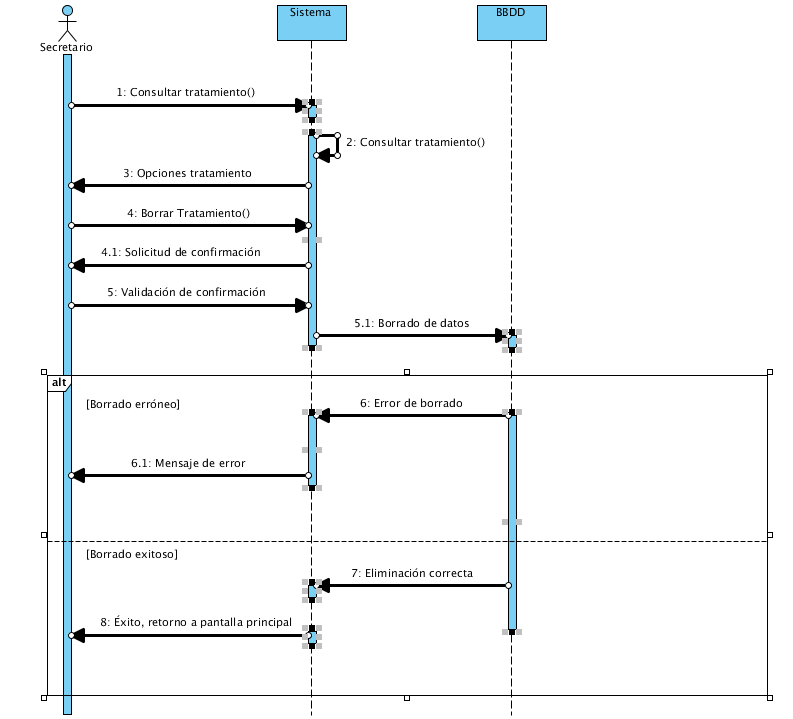 Sistema
BBDD
Secretario
1: Consultar tratamiento()
2: Consultar tratamiento()
3: Opciones tratamiento
4: Borrar Tratamiento()
4.1: Solicitud de confirmación
5: Validación de confirmación
5.1: Borrado de datos
alt
[Borrado erróneo]
6: Error de borrado
6.1: Mensaje de error
[Borrado exitoso]
7: Eliminación correcta
8: Éxito, retorno a pantalla principal